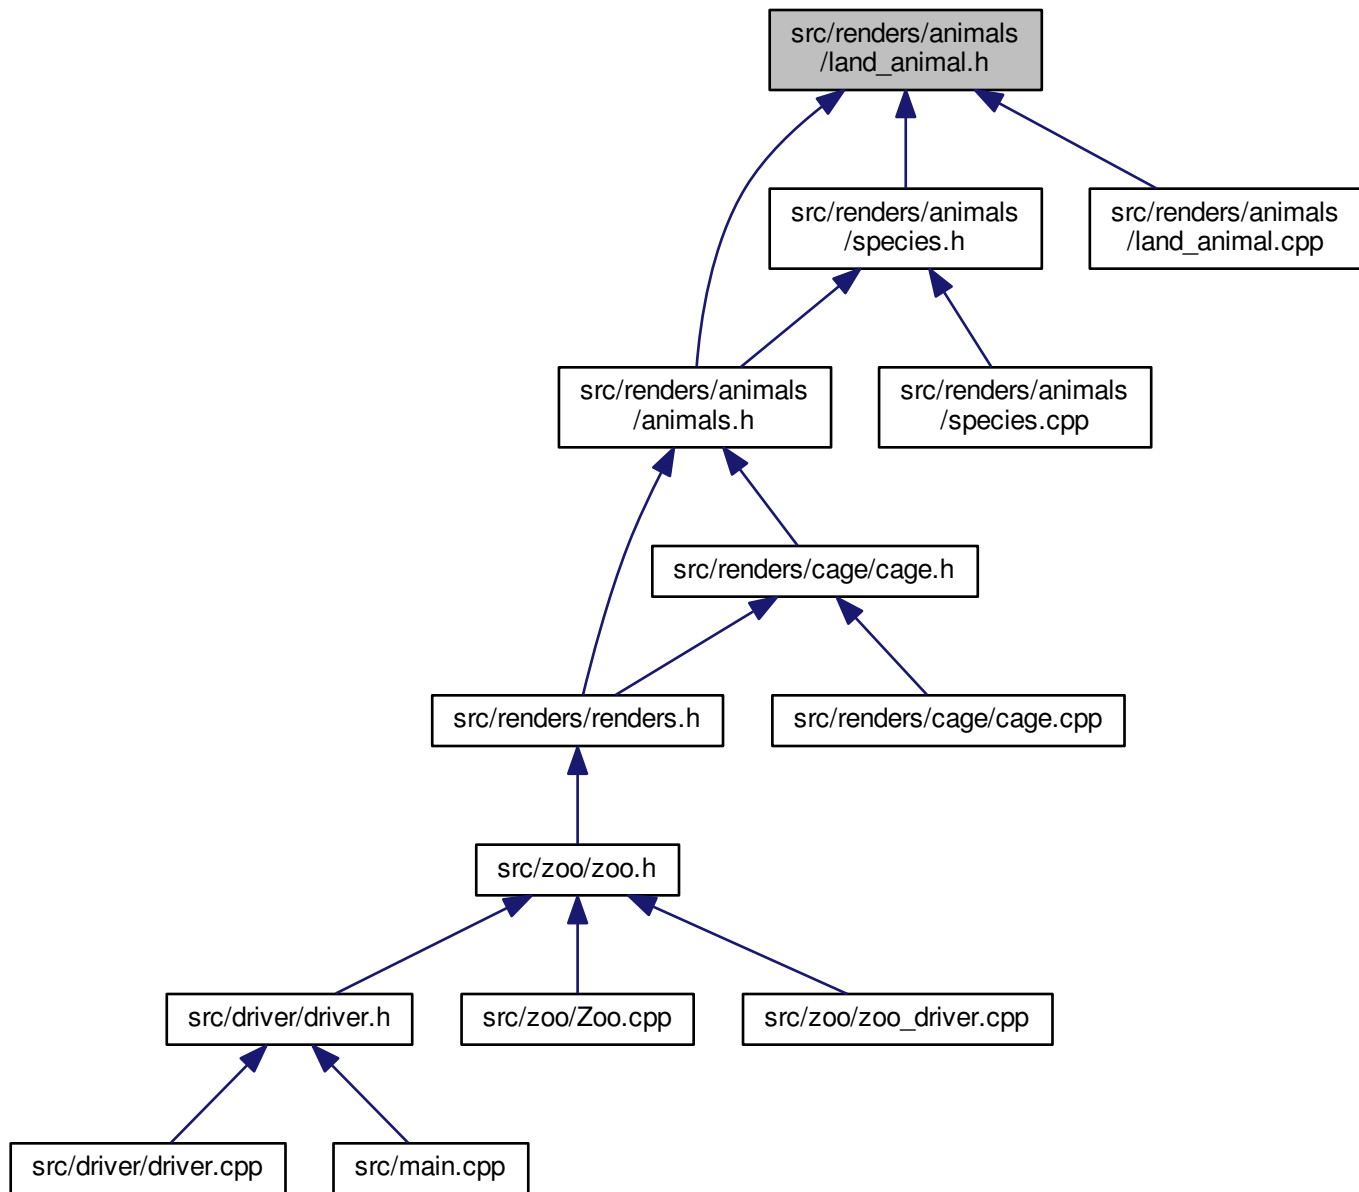 src/renders/animals
/land_animal.h
src/renders/animals
/species.h
src/renders/animals
/land_animal.cpp
src/renders/animals
/animals.h
src/renders/animals
/species.cpp
src/renders/cage/cage.h
src/renders/renders.h
src/renders/cage/cage.cpp
src/zoo/zoo.h
src/driver/driver.h
src/zoo/Zoo.cpp
src/zoo/zoo_driver.cpp
src/driver/driver.cpp
src/main.cpp